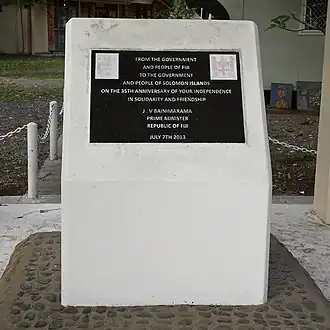 FROM THE GOVERNMENT
AND PEOPLE OF FIJI
TO THE GOVERNMENT
AND PEOPLE OF SOLOMON ISLANDS
ON THE 35TH ANNIVERSARY OF YOUR INDEPENDENCE
IN SOLIDARITY AND FRIENDSHIP
J . V BAINIMARAMA
PRIME MINISTER
REPUBLIC OF FIJI
JULY 7TH 2013